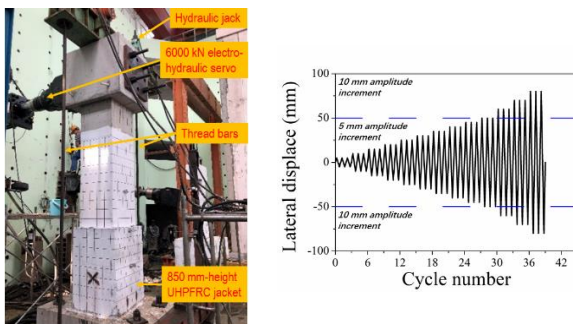 Hydraulic jack
6000 kN electro-
hydraulic servo
Thread bars
850 mm-height
UHPFRC jacket
100
10 mm amplitude
increment
50
5 mm amplitude
increment
0
-50
10 mm amplitude
increment
-100
0 6 12 18 24 30 36 42
Lateral displace (mm)
Cycle number